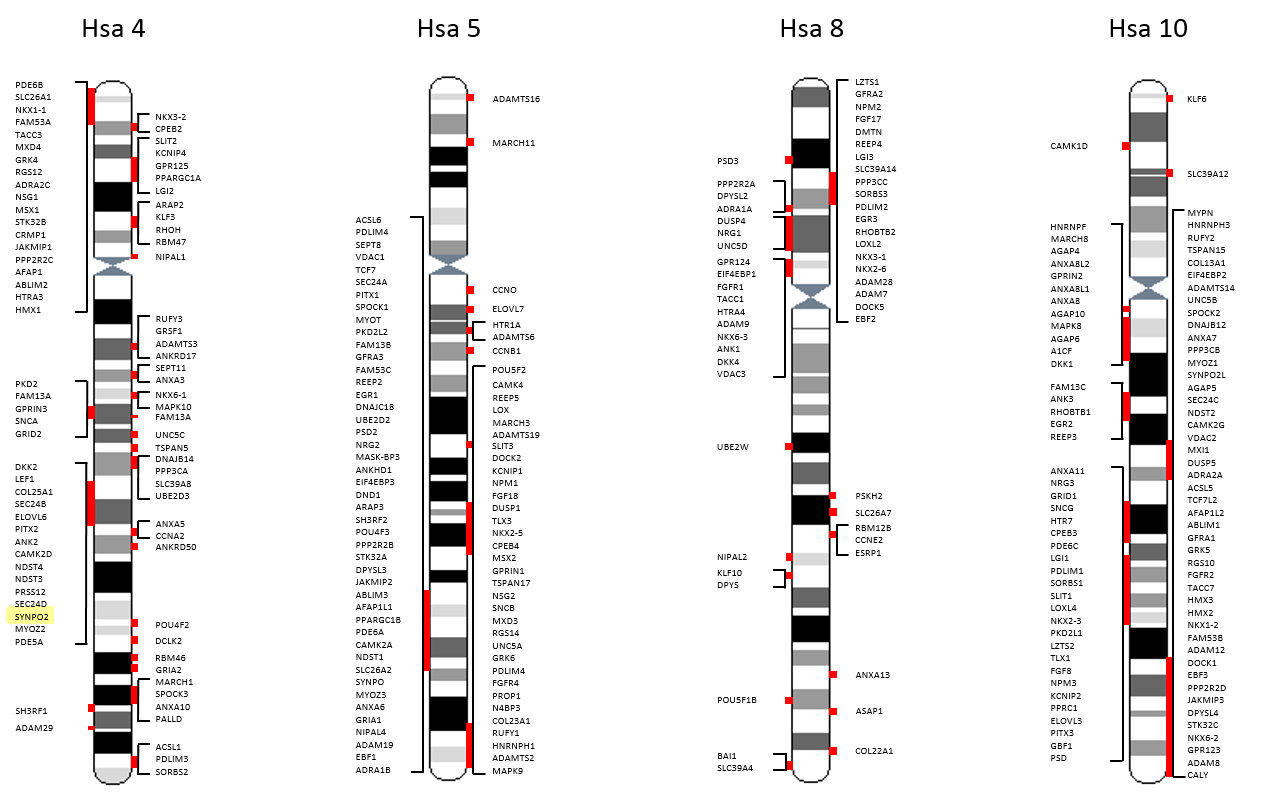 Hsa 4
PDE6B
SLC26A1
NKX1-1
FAM53A
TACC3
MXD4
GRK4
RGS12
ADRA2C
NSG1
MSX1
STK32B
CRMP1
JAKMIP1
PPP2R2C
AFAP1
ABLIM2
HTRA3
HMX1
PKD2
FAM13A
GPRIN3
SNCA
GRID2
DKK2
LEF1
COL25A1
SEC24B
ELOVL6
PITX2
ANK2
CAMK2D
NDST4
NDST3
PRSS12
SEC24D
SYNPO2
MYOZ2
PDE5A
SH3RF1
ADAM29
NKX3-2
CPEB2
SLIT2
KCNIP4
GPR125
PPARGC1A
LGI2
ARAP2
KLF3
RHOH
RBM47
NIPAL1
RUFY3
GRSF1
ADAMTS3
ANKRD17
SEPT11
ANXA3
NKX6-1
MAPK10
FAM13A
UNC5C
TSPAN5
DNAJB14
PPP3CA
SLC39A8
UBE2D3
ANXA5
CCNA2
ANKRD50
POU4F2
DCLK2
RBM46
GRIA2
MARCH1
SPOCK3
ANXA10
PALLD
ACSL1
PDLIM3
SORBS2
Hsa 5
ACSL6
PDLIM4
SEPT8
VDAC1
TCF7
SEC24A
PITX1
SPOCK1
MYOT
PKD2L2
FAM13B
GFRA3
FAM53C
REEP2
EGR1
DNAJC18
UBE2D2
PSD2
NRG2
MASK-BP3
ANKHD1
EIF4EBP3
DND1
ARAP3
SH3RF2
POU4F3
PPP2R2B
STK32A
DPYSL3
JAKMIP2
ABLIM3
AFAP1L1
PPARGC1B
PDE6A
CAMK2A
NDST1
SLC26A2
SYNPO
MYOZ3
ANXA6
GRIA1
NIPAL4
ADAM19
EBF1
ADRA1B
ADAMTS16
MARCH11
CCNO
ELOVL7
HTR1A
ADAMTS6
CCNB1
POU5F2
CAMK4
REEP5
LOX
MARCH3
ADAMTS19
SLIT3
DOCK2
KCNIP1
NPM1
FGF18
DUSP1
TLX3
NKX2-5
CPEB4
MSX2
GPRIN1
TSPAN17
NSG2
SNCB
MXD3
RGS14
UNC5A
GRK6
PDLIM4
FGFR4
PROP1
N4BP3
COL23A1
RUFY1
HNRNPH1
ADAMTS2
MAPK9
Hsa 8
PSD3
PPP2R2A
DPYSL2
ADRA1A
DUSP4
NRG1
UNC5D
GPR124
EIF4EBP1
FGFR1
TACC1
HTRA4
ADAM9
NKX6-3
ANK1
DKK4
VDAC3
UBE2W
NIPAL2
KLF10
DPYS
POU5F1B
BAI1
SLC39A4
LZTS1
GFRA2
NPM2
FGF17
DMTN
REEP4
LGI3
SLC39A14
PPP3CC
SORBS3
PDLIM2
EGR3
RHOBTB2
LOXL2
NKX3-1
NKX2-6
ADAM28
ADAM7
DOCK5
EBF2
PSKH2
SLC26A7
RBM12B
CCNE2
ESRP1
ANXA13
ASAP1
COL22A1
Hsa 10
CAMK1D
HNRNPF
MARCH8
AGAP4
ANXA8L2
GPRIN2
ANXA8L1
ANXA8
AGAP10
MAPK8
AGAP6
A1CF
DKK1
FAM13C
ANK3
RHOBTB1
EGR2
REEP3
ANXA11
NRG3
GRID1
SNCG
HTR7
CPEB3
PDE6C
LGI1
PDLIM1
SORBS1
SLIT1
LOXL4
NKX2-3
PKD2L1
LZTS2
TLX1
FGF8
NPM3
KCNIP2
PPRC1
ELOVL3
PITX3
GBF1
PSD
KLF6
SLC39A12
MYPN
HNRNPH3
RUFY2
TSPAN15
COL13A1
EIF4EBP2
ADAMTS14
UNC5B
SPOCK2
DNAJB12
ANXA7
PPP3CB
MYOZ1
SYNPO2L
AGAP5
SEC24C
NDST2
CAMK2G
VDAC2
MXI1
DUSP5
ADRA2A
ACSL5
TCF7L2
AFAP1L2
ABLIM1
GFRA1
GRK5
RGS10
FGFR2
TACC7
HMX3
HMX2
NKX1-2
FAM53B
ADAM12
DOCK1
EBF3
PPP2R2D
JAKMIP3
DPYSL4
STK32C
NKX6-2
GPR123
ADAM8
CALY